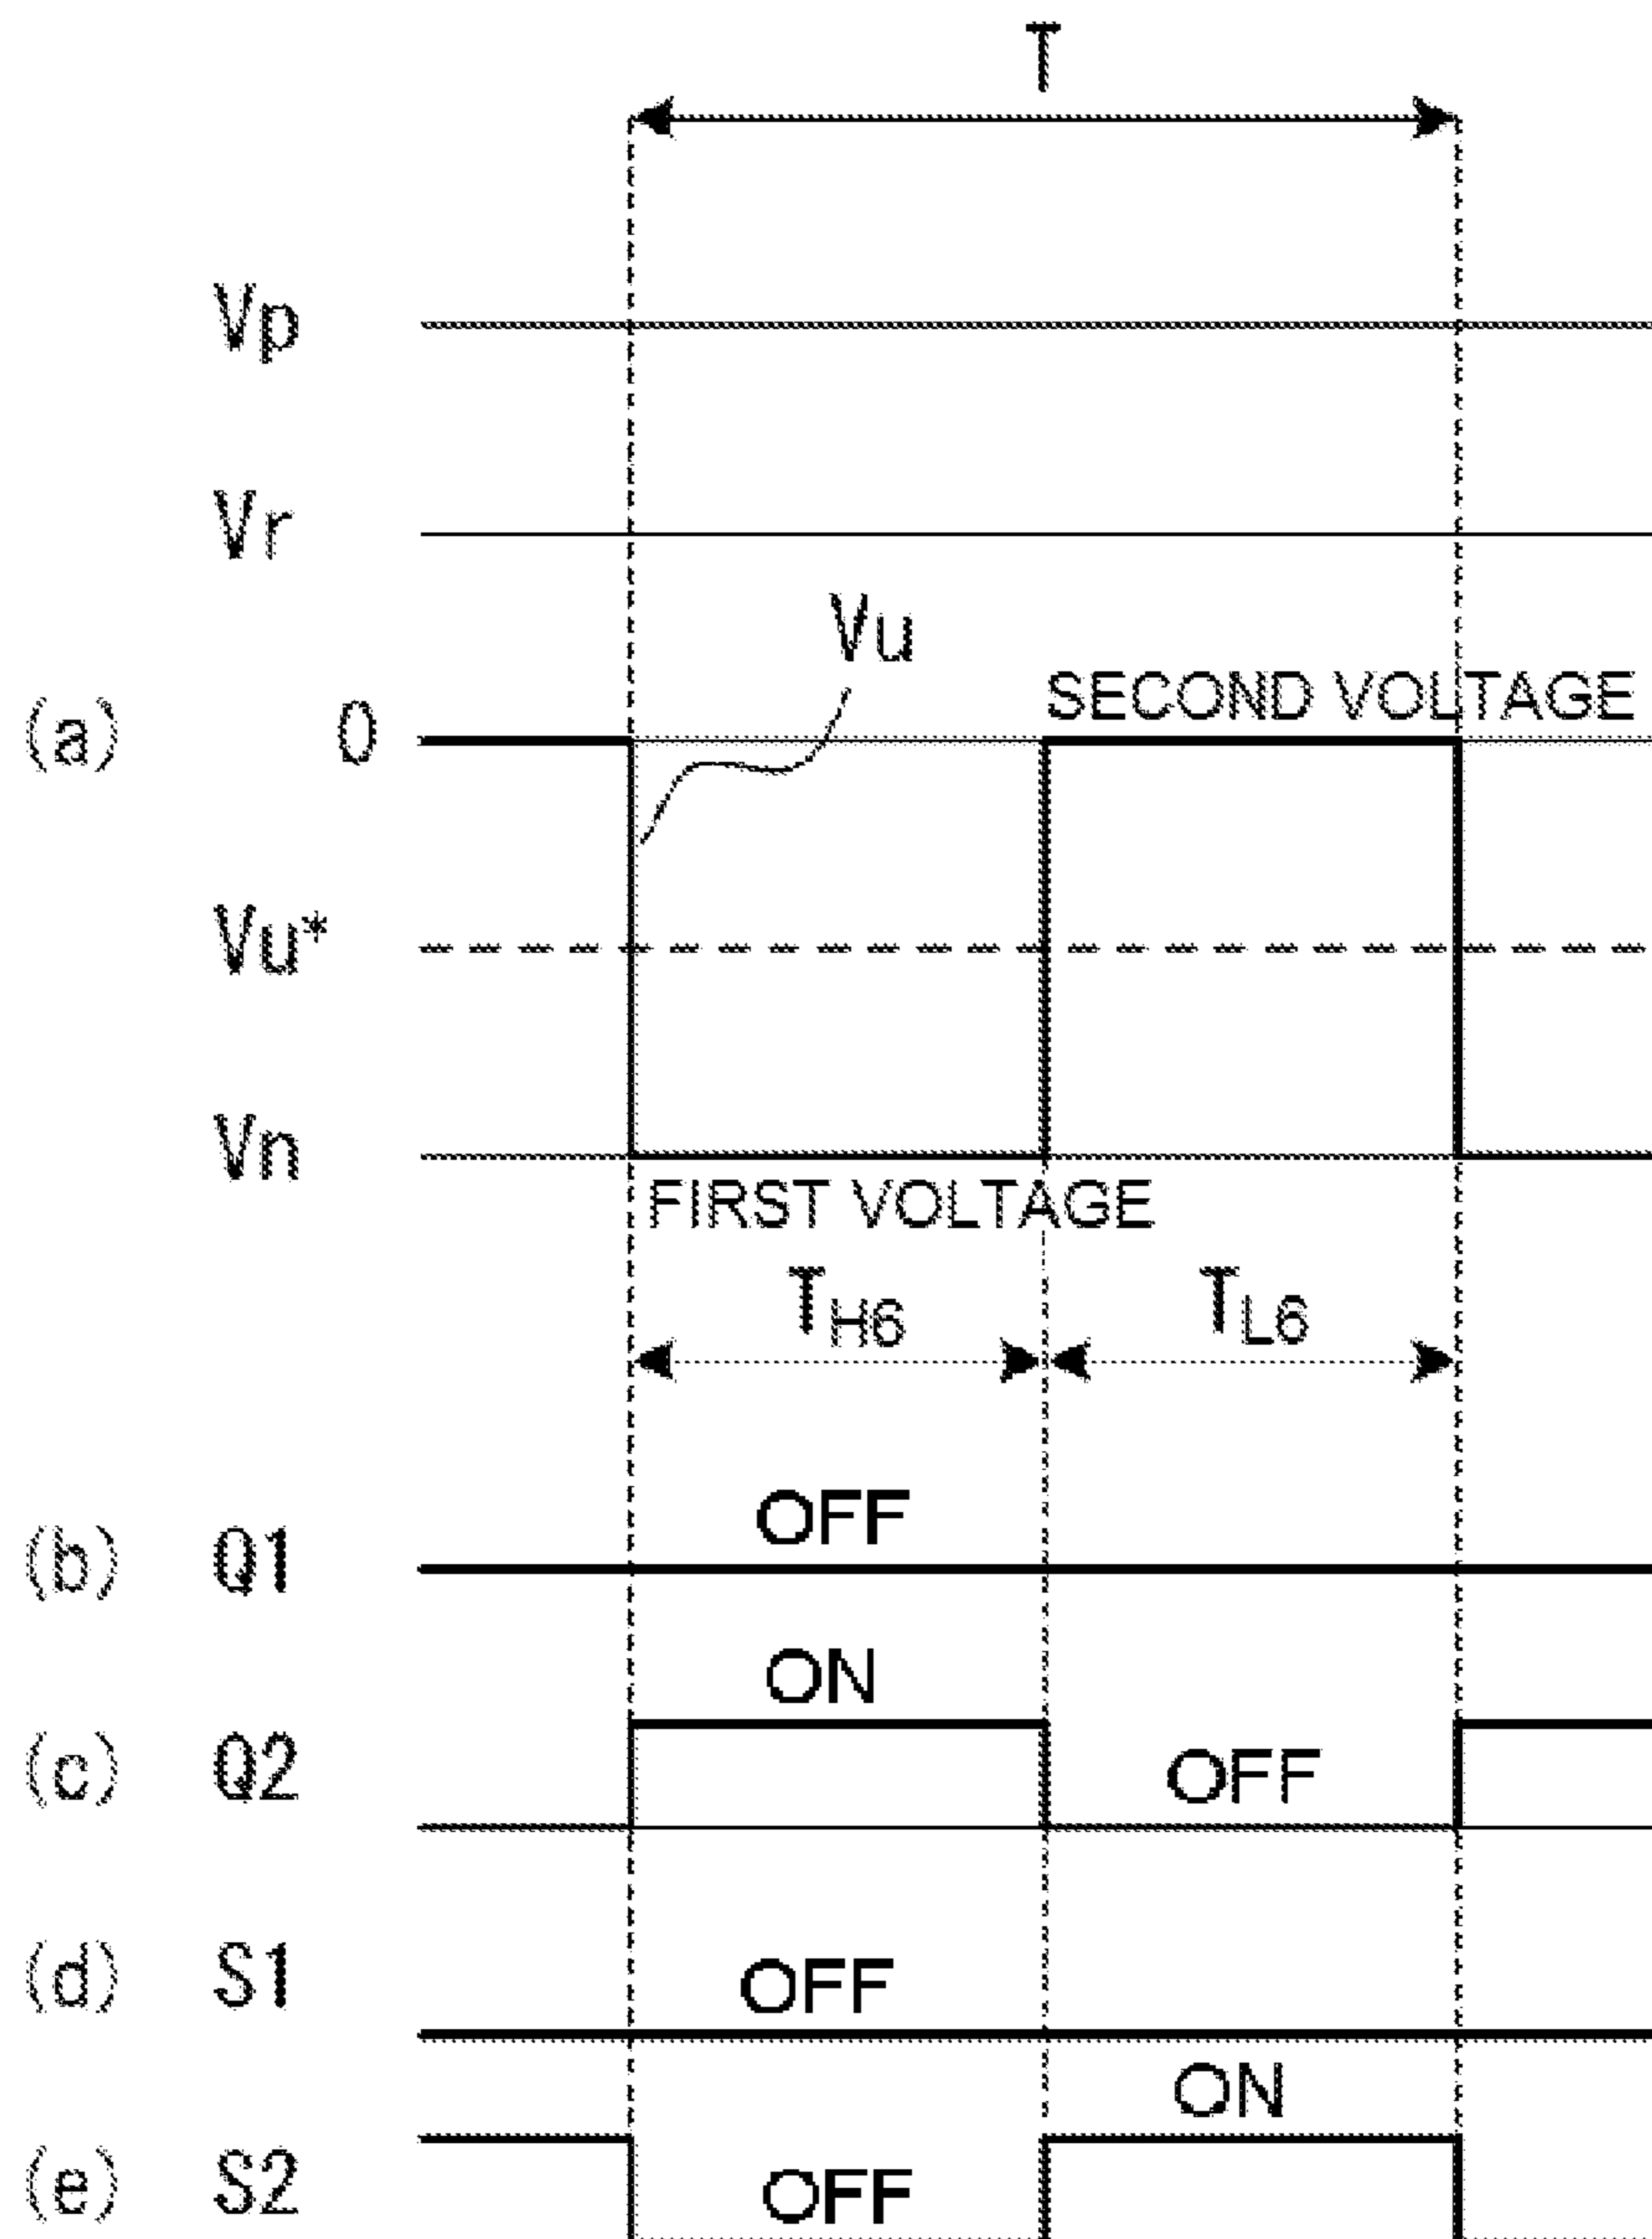 T
Vp
Vr
Vu
SECOND VOLTAGE
(a) 0
Vu*
Vn
FIRST VOLTAGE
TH6 TL6
OFF
(b) Q1
ON
(c) Q2 OFF
(d) S1 OFF
ON
(e) S2 OFF